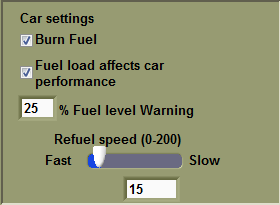 Car settings
Burn Fuel
Fuel load affects car
performance
25 % Fuel level Warning
Refuel speed (0-200)
Fast Slow
15